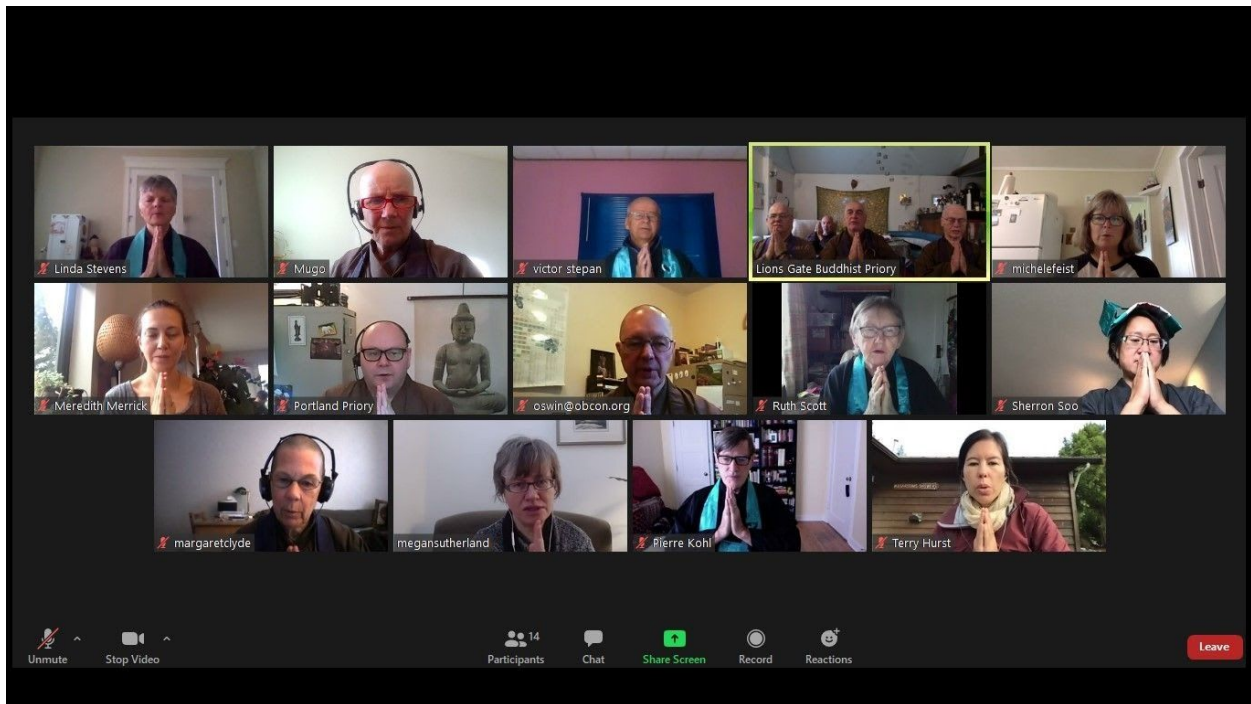 Linda Stevens
Mugo
victor stepan
Lions Gate Buddhist Priory
michelefeist
Meredith Merrick
Portland Priory
oswin@obcon.org
Ruth Scott
Sherron Soo
margaretclyde
megansutherland
Pierre Kohl
Terry Hurst
Unmute
Stop Video
14
Participants
Chat
Share Screen
Record
Reactions
Leave